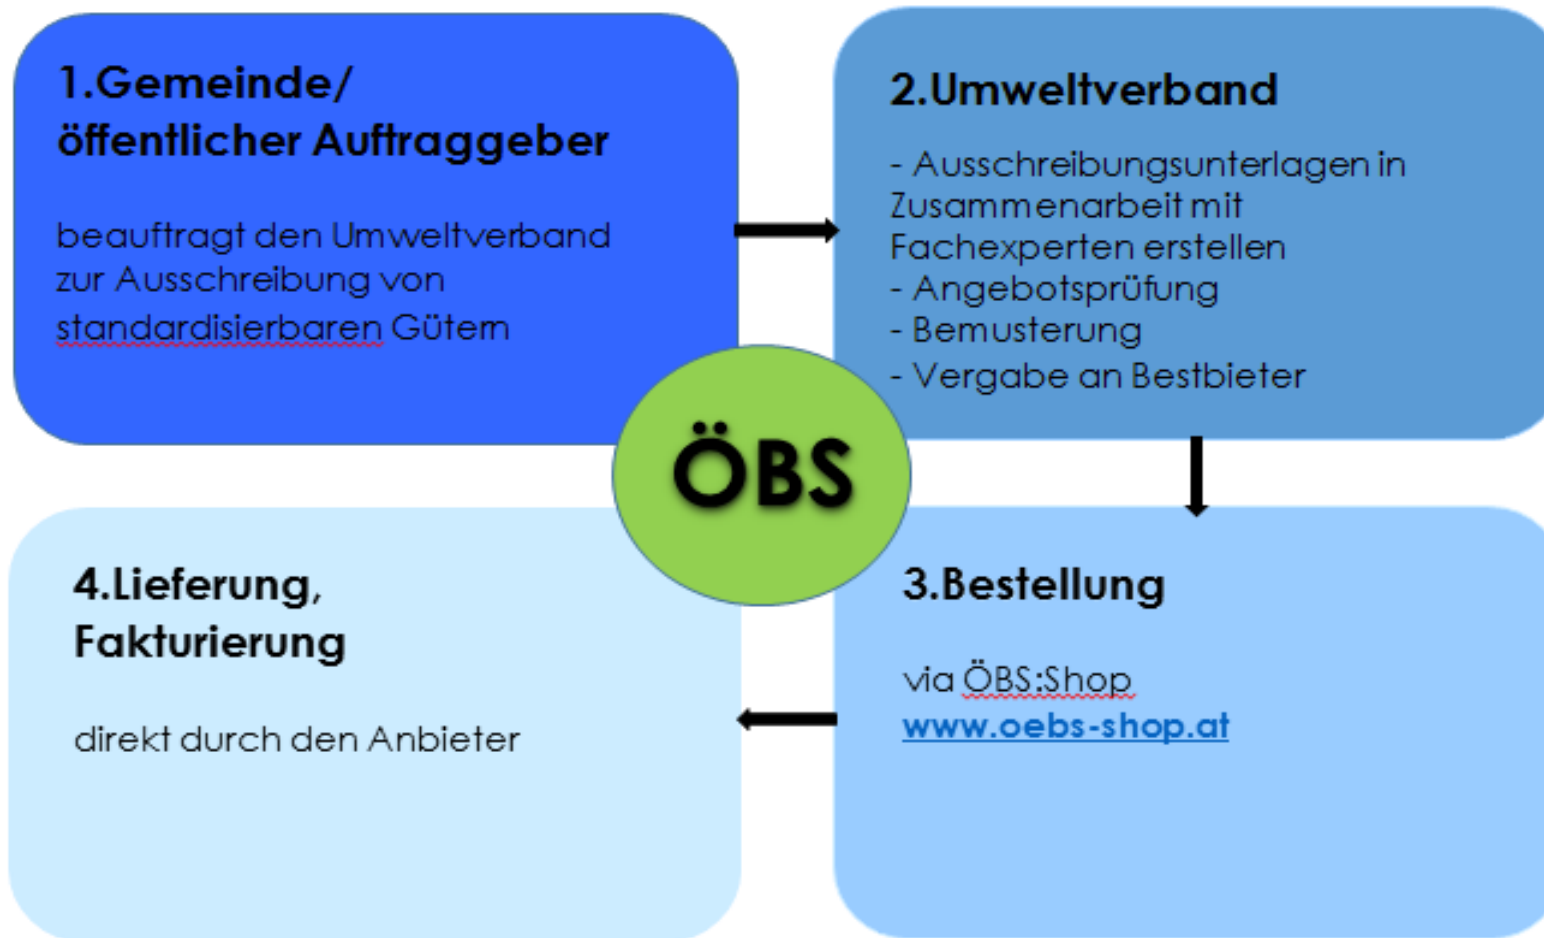 1.Gemeinde/
öffentlicher Auftraggeber
beauftragt den Umweltverband
zur Ausschreibung von
standardisierbaren Gütern
2.Umweltverband
- Ausschreibungsunterlagen in
Zusammenarbeit mit
Fachexperten erstellen
- Angebotsprüfung
- Bemusterung
- Vergabe an Bestbieter
ÖBS
3.Bestellung
via ÖBS:Shop
www.oebs-shop.at
4.Lieferung,
Fakturierung
direkt durch den Anbieter